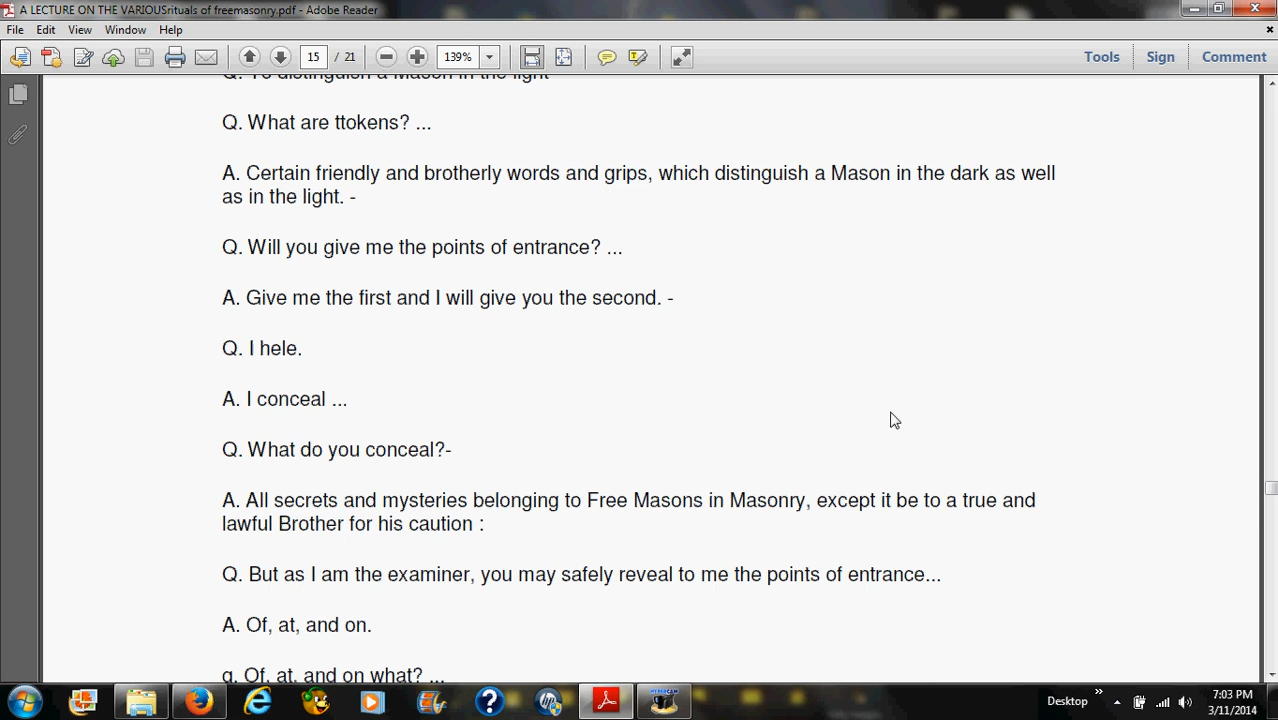 A LECTURE ON THE VARIOUSrituals of freemasonry.pdf - Adobe Reader
File Edit View Window Help
15 / 21 139% Tools Sign Comment
Q. To distinguish a Mason in the light
Q. What are ttokens? ...
A. Certain friendly and brotherly words and grips, which distinguish a Mason in the dark as well
as in the light. -
Q. Will you give me the points of entrance? ...
A. Give me the first and I will give you the second. -
Q. I hele.
A. I conceal ...
Q. What do you conceal?-
A. All secrets and mysteries belonging to Free Masons in Masonry, except it be to a true and
lawful Brother for his caution :
Q. But as I am the examiner, you may safely reveal to me the points of entrance...
A. Of, at, and on.
q. Of, at, and on what? ...
Desktop
7:03 PM
3/11/2014